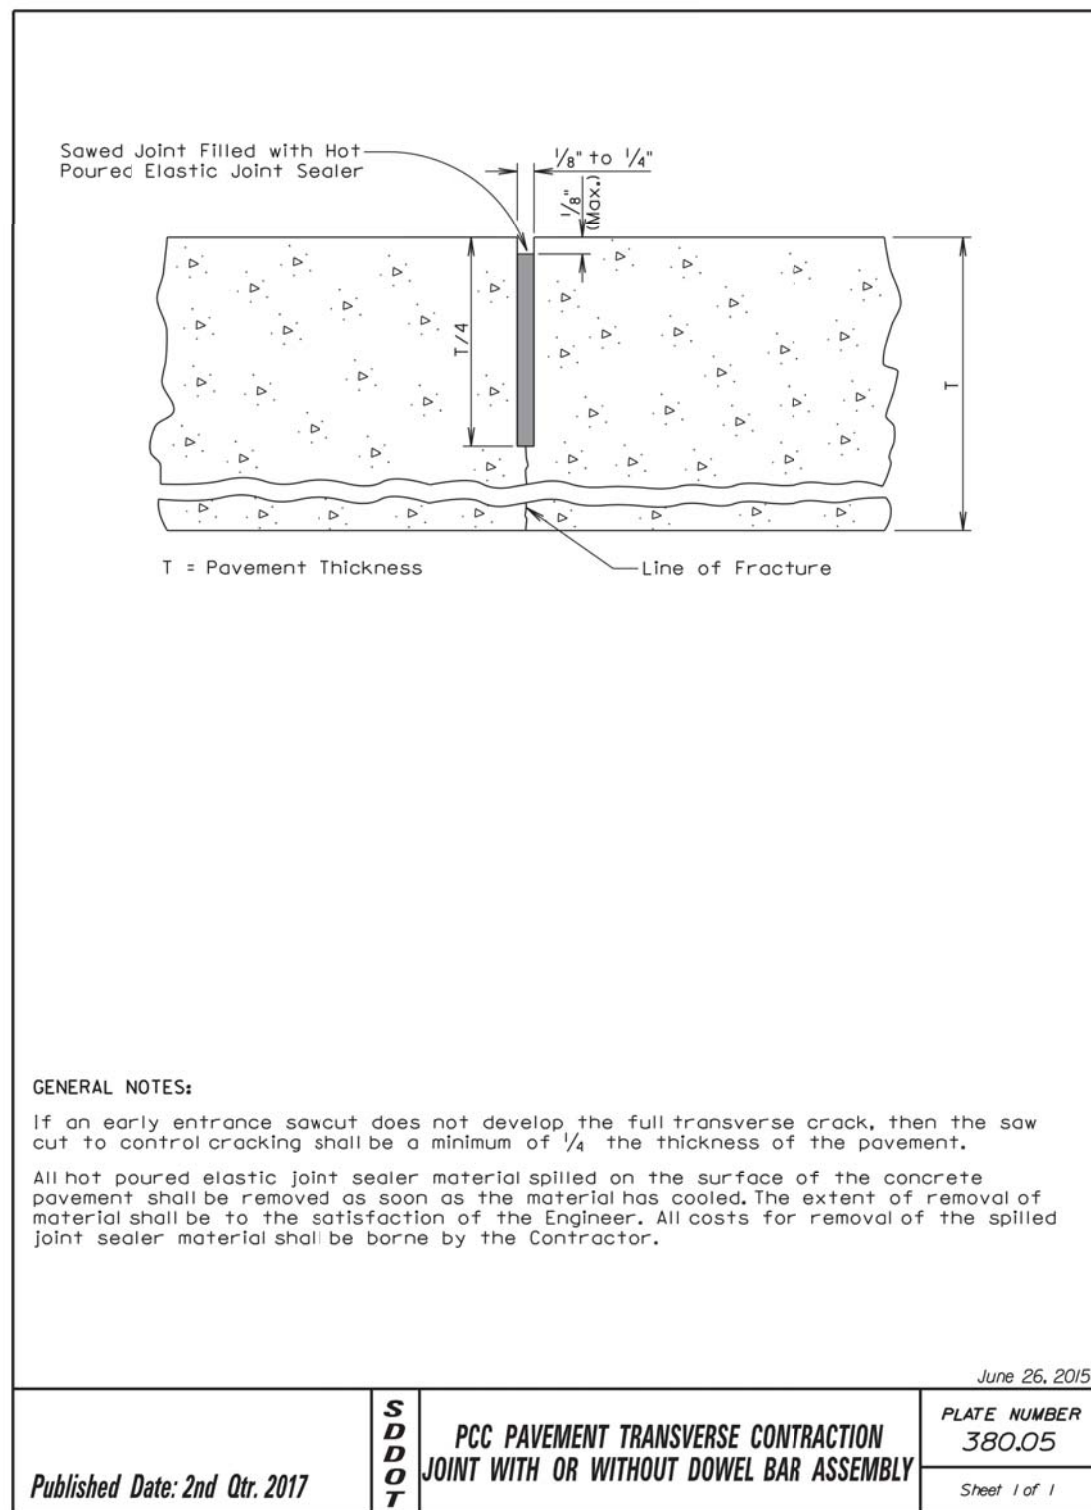 Sawed Joint Filled with Hot
Poured Elastic Joint Sealer
1/8" to 1/4"
1/8"
(Max.)
T/4
T
T = Pavement Thickness
Line of Fracture
GENERAL NOTES:
If an early entrance sawcut does not develop the full transverse crack, then the saw
cut to control cracking shall be a minimum of 1/4 the thickness of the pavement.
All hot poured elastic joint sealer material spilled on the surface of the concrete
pavement shall be removed as soon as the material has cooled. The extent of removal of
material shall be to the satisfaction of the Engineer. All costs for removal of the spilled
joint sealer material shall be borne by the Contractor.
June 26, 2015
Published Date: 2nd Qtr. 2017
SDDOT
PCC PAVEMENT TRANSVERSE CONTRACTION
JOINT WITH OR WITHOUT DOWEL BAR ASSEMBLY
PLATE NUMBER
380.05
Sheet 1 of 1